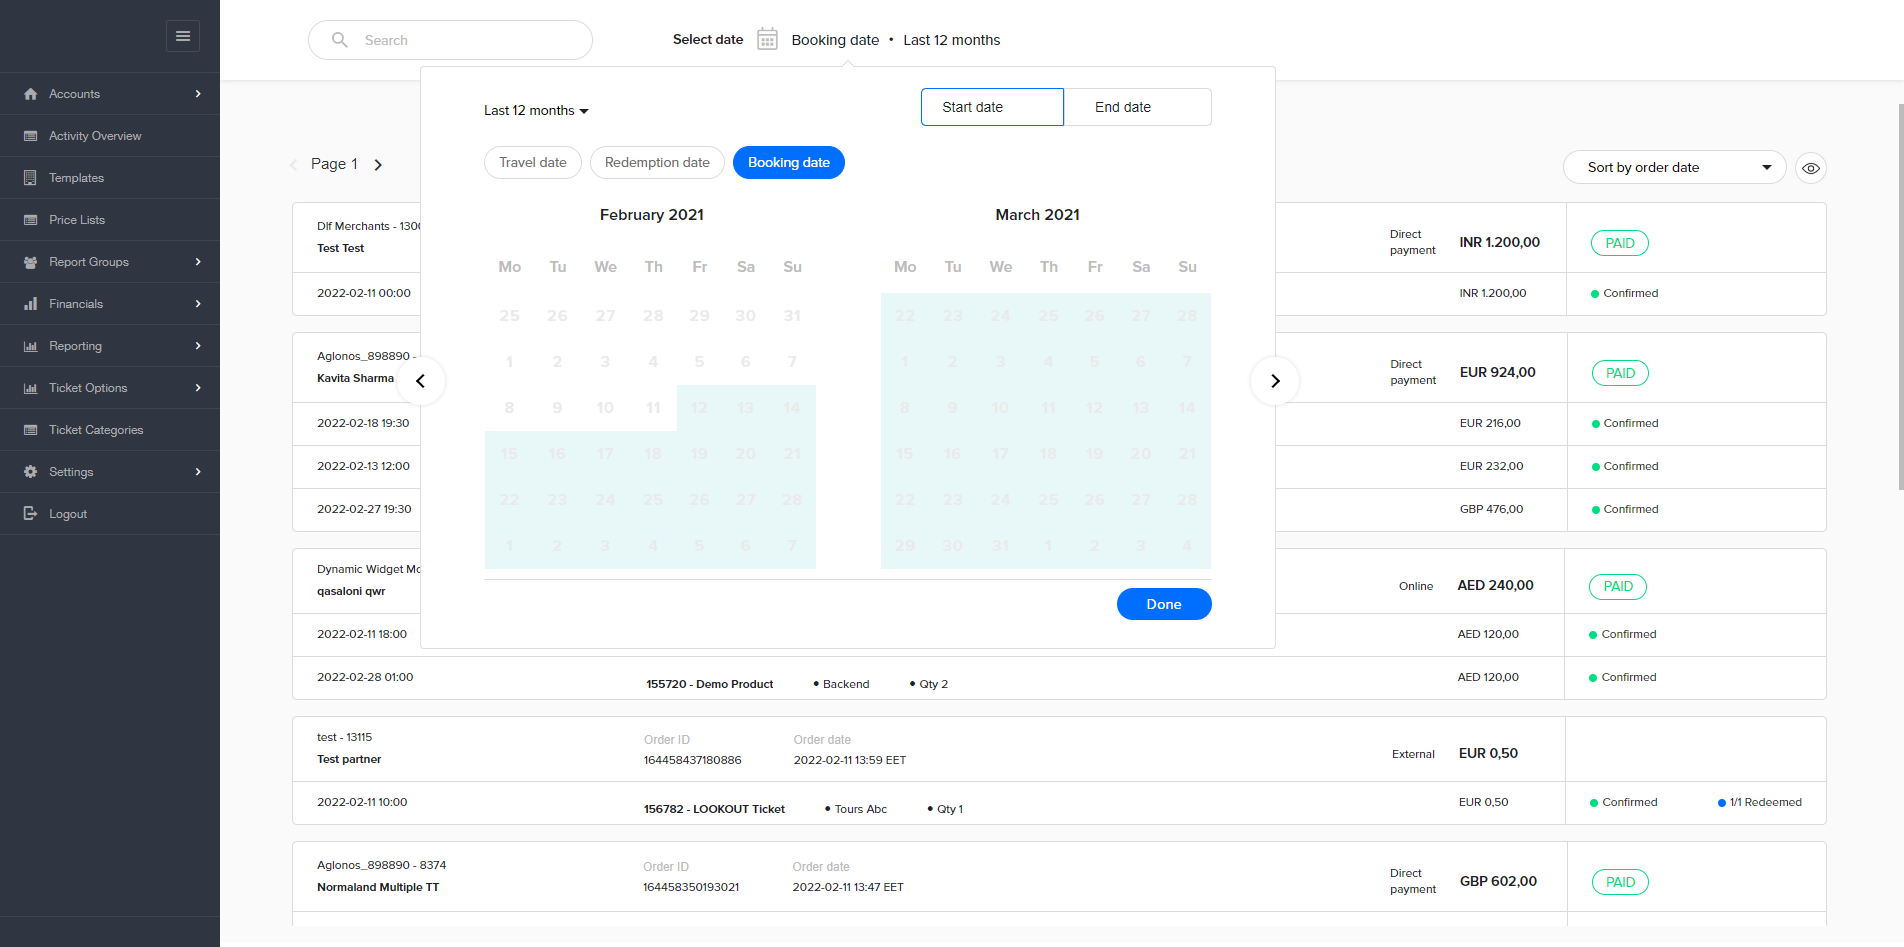 Search
Select date
Booking date • Last 12 months
Accounts
Activity Overview
Templates
Price Lists
Report Groups
Financials
Reporting
Ticket Options
Ticket Categories
Settings
Logout
Last 12 months
Start date
End date
Travel date
Redemption date
Booking date
February 2021
Mo Tu We Th Fr Sa Su
25 26 27 28 29 30 31
1 2 3 4 5 6 7
8 9 10 11 12 13 14
15 16 17 18 19 20 21
22 23 24 25 26 27 28
1 2 3 4 5 6 7
March 2021
Mo Tu We Th Fr Sa Su
22 23 24 25 26 27 28
1 2 3 4 5 6 7
8 9 10 11 12 13 14
15 16 17 18 19 20 21
22 23 24 25 26 27 28
29 30 31 1 2 3 4
Done
Page 1
Sort by order date
Dlf Merchants - 130
Test Test
Direct
payment
INR 1.200,00
PAID
2022-02-11 00:00
INR 1.200,00
Confirmed
Aglonos_898890 -
Kavita Sharma
Direct
payment
EUR 924,00
PAID
2022-02-18 19:30
EUR 216,00
Confirmed
2022-02-13 12:00
EUR 232,00
Confirmed
2022-02-27 19:30
GBP 476,00
Confirmed
Dynamic Widget Mo
qasaloni qwr
Online
AED 240,00
PAID
2022-02-11 18:00
AED 120,00
Confirmed
2022-02-28 01:00
155720 - Demo Product • Backend • Qty 2
AED 120,00
Confirmed
test - 13115
Test partner
Order ID
164458437180886
Order date
2022-02-11 13:59 EET
External
EUR 0,50
2022-02-11 10:00
156782 - LOOKOUT Ticket • Tours Abc • Qty 1
EUR 0,50
Confirmed
1/1 Redeemed
Aglonos_898890 - 8374
Normaland Multiple TT
Order ID
164458350193021
Order date
2022-02-11 13:47 EET
Direct
payment
GBP 602,00
PAID